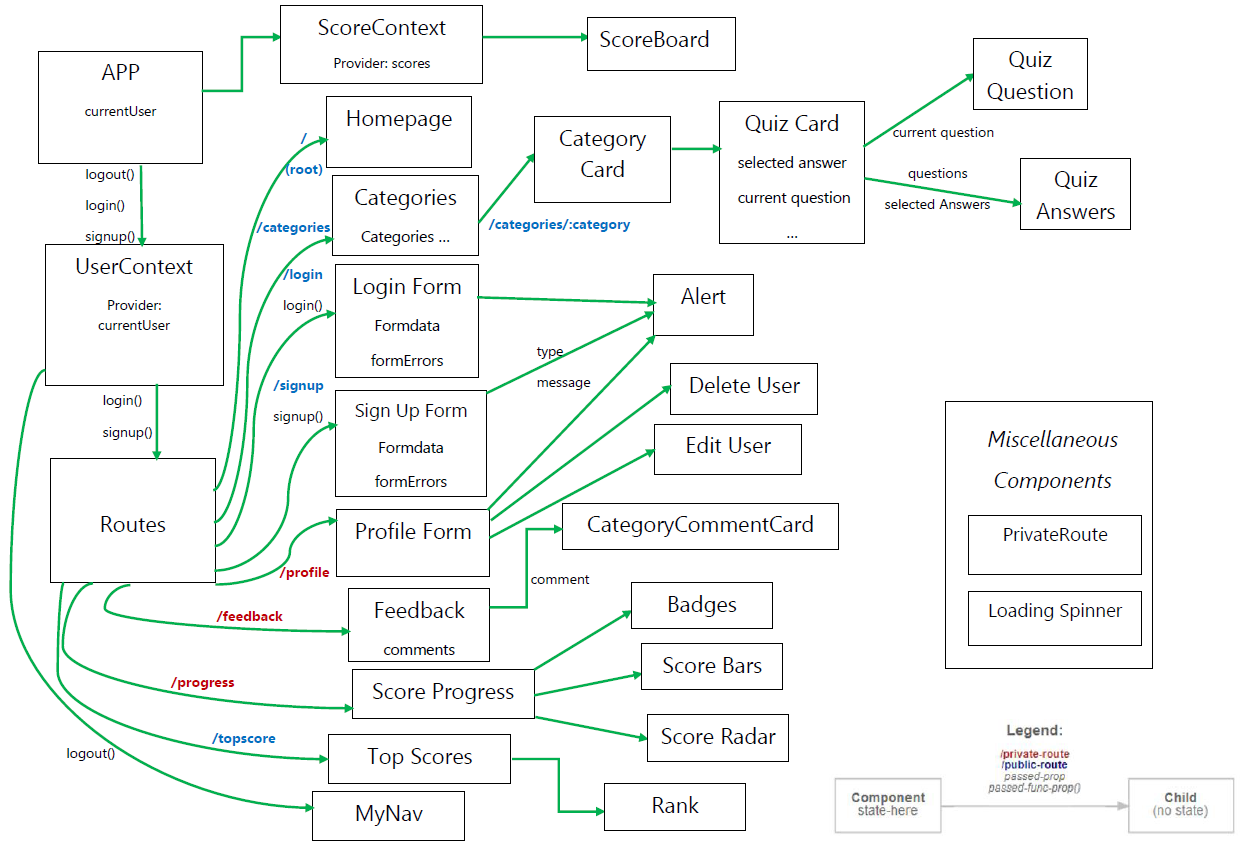 APP
currentUser
ScoreContext
Provider: scores
ScoreBoard
logout()
login()
signup()
UserContext
Provider:
currentUser
login()
signup()
Routes
/
(root)
Homepage
/categories
Categories
Categories ...
/categories/:category
Category
Card
Quiz Card
selected answer
current question
...
current question
Quiz
Question
questions
selected Answers
Quiz
Answers
/login
login()
Login Form
Formdata
formErrors
/signup
signup()
Sign Up Form
Formdata
formErrors
type
message
Alert
Delete User
Edit User
/profile
Profile Form
/feedback
Feedback
comments
comment
CategoryCommentCard
/progress
Score Progress
Badges
Score Bars
Score Radar
/topscore
Top Scores
Rank
logout()
MyNav
Miscellaneous
Components
PrivateRoute
Loading Spinner
Legend:
/private-route
/public-route
passed-prop
passed-func-prop()
Component
state-here
Child
(no state)